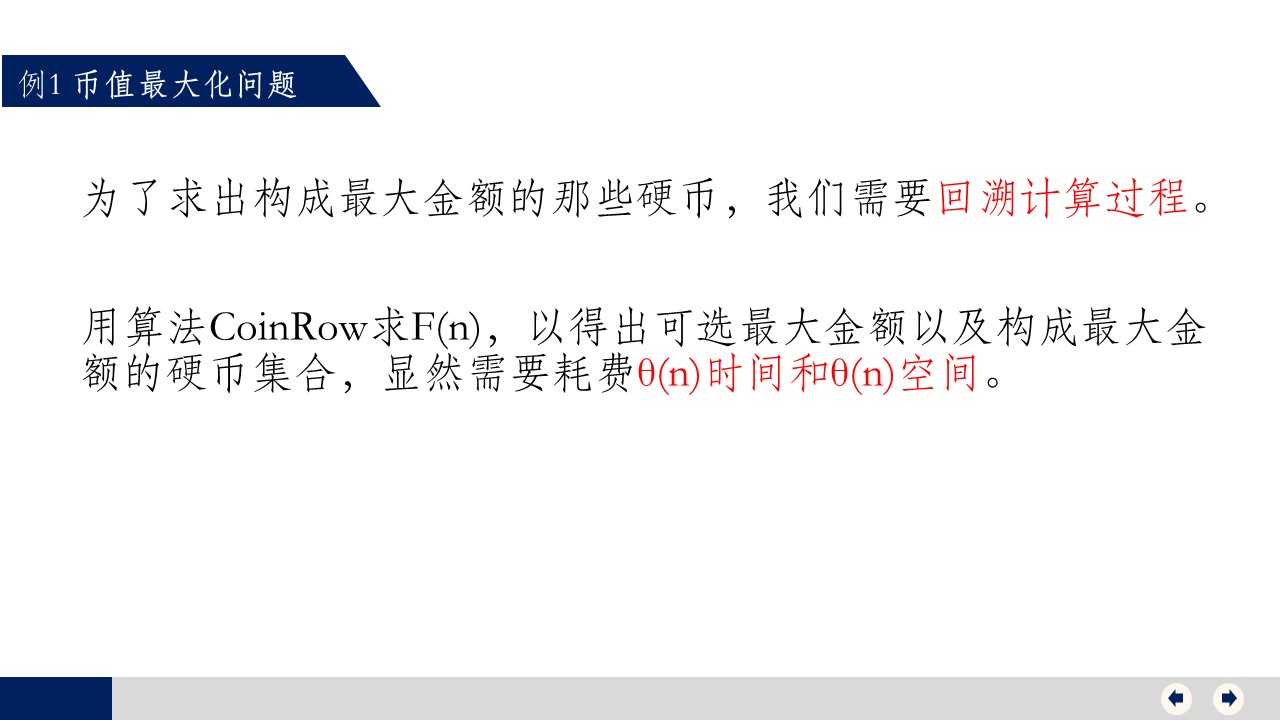 例1 币值最大化问题
为了求出构成最大金额的那些硬币，我们需要回溯计算过程。
用算法CoinRow求F(n)，以得出可选最大金额以及构成最大金
额的硬币集合，显然需要耗费θ(n)时间和θ(n)空间。